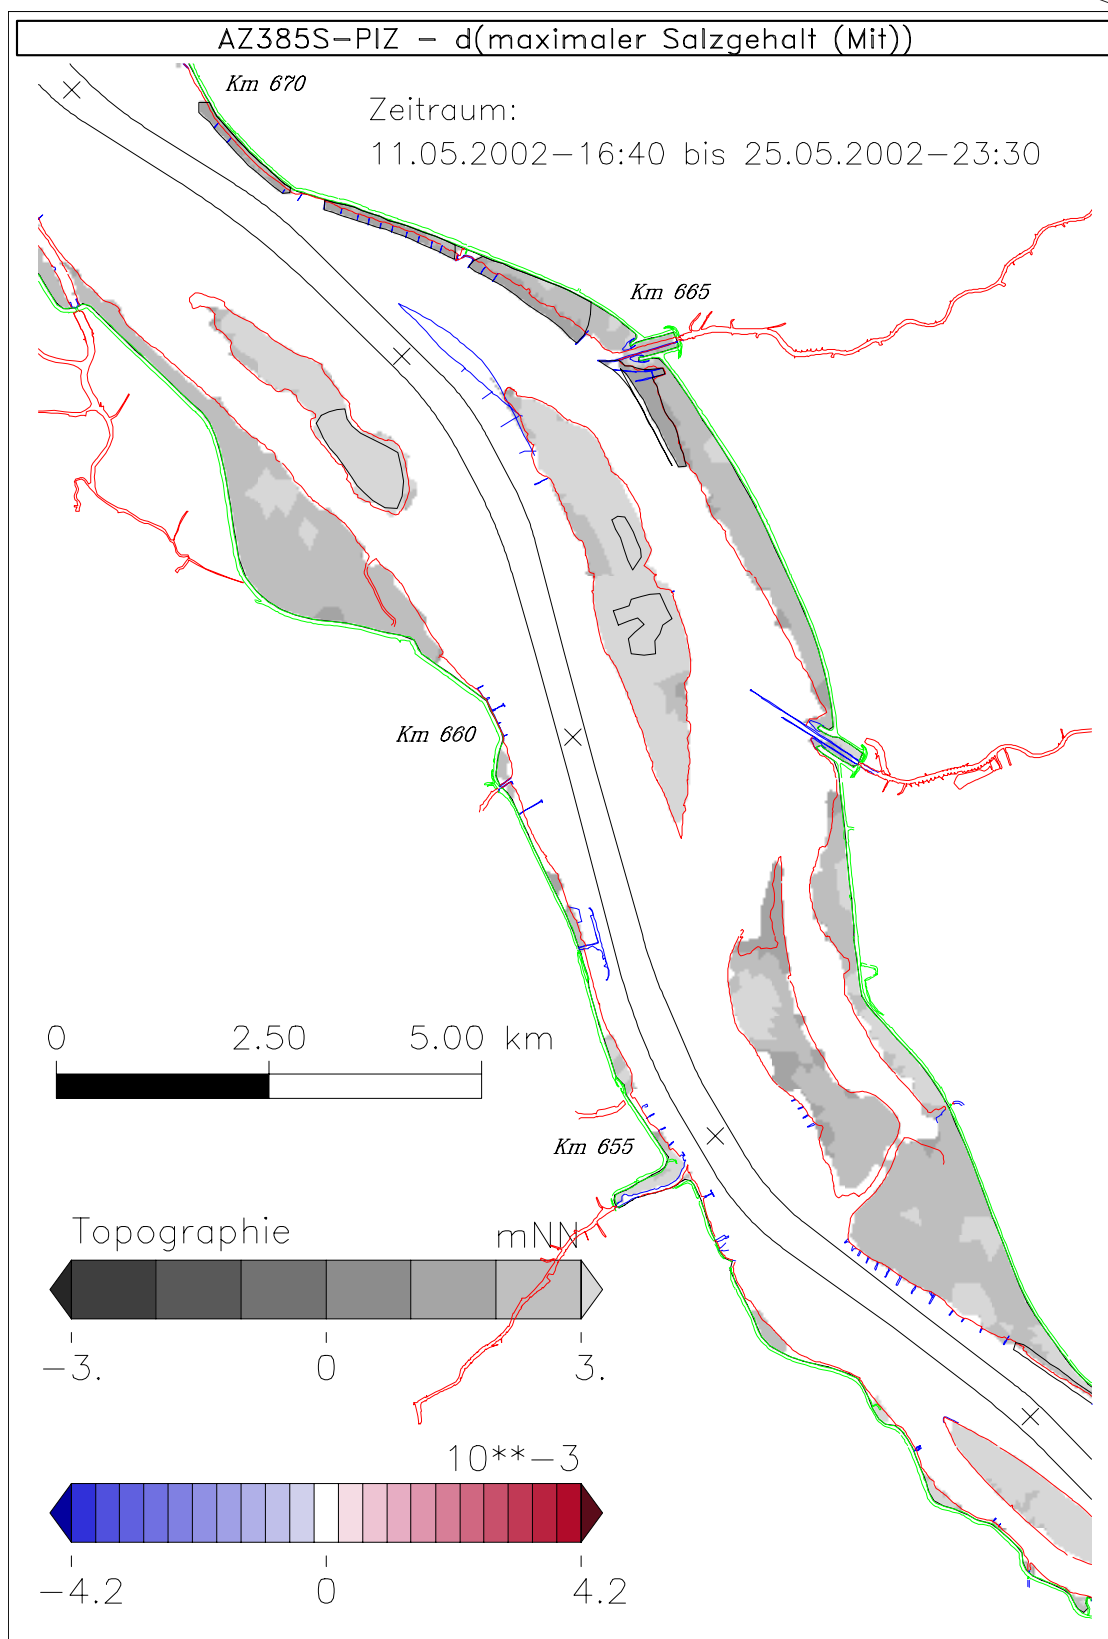 AZ385S-PIZ - d(maximaler Salzgehalt (Mit))
Km 670
Zeitraum:
11.05.2002-16:40 bis 25.05.2002-23:30
Km 665
Km 660
0 2.50 5.00 km
Km 655
Topographie mNN
-3. 0 3.
10**-3
-4.2 0 4.2